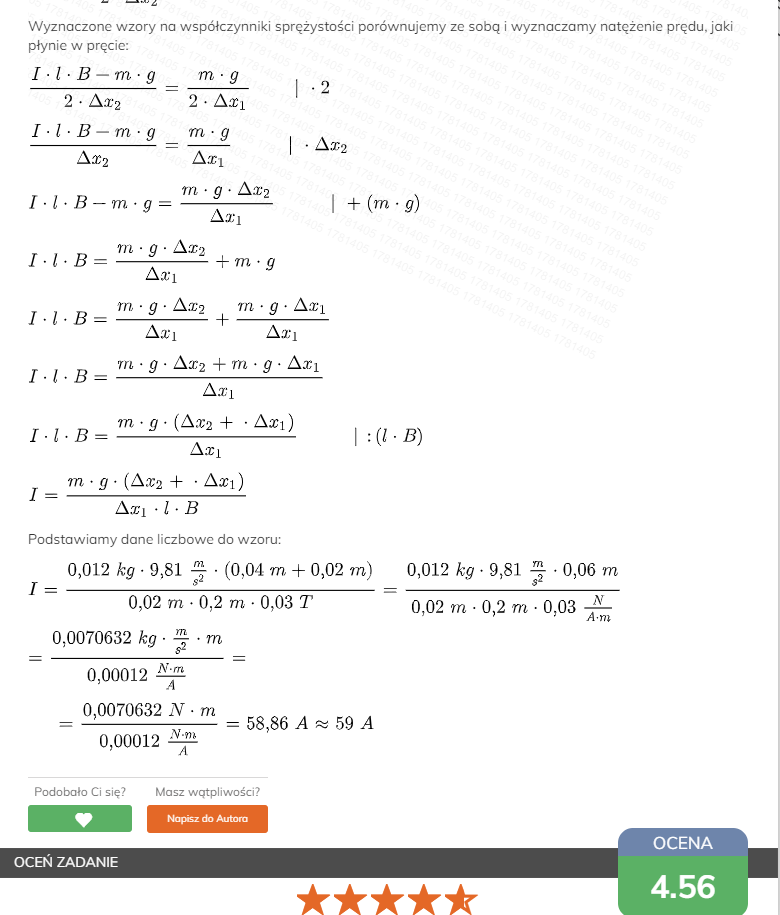 Wyznaczone wzory na współczynniki sprężystości porównujemy ze sobą i wyznaczamy natężenie prędu, jaki
płynie w pręcie:
\frac{I \cdot l \cdot B - m \cdot g}{2 \cdot \Delta x_2} = \frac{m \cdot g}{2 \cdot \Delta x_1} | \cdot 2
\frac{I \cdot l \cdot B - m \cdot g}{\Delta x_2} = \frac{m \cdot g}{\Delta x_1} | \cdot \Delta x_2
I \cdot l \cdot B - m \cdot g = \frac{m \cdot g \cdot \Delta x_2}{\Delta x_1} | + (m \cdot g)
I \cdot l \cdot B = \frac{m \cdot g \cdot \Delta x_2}{\Delta x_1} + m \cdot g
I \cdot l \cdot B = \frac{m \cdot g \cdot \Delta x_2}{\Delta x_1} + \frac{m \cdot g \cdot \Delta x_1}{\Delta x_1}
I \cdot l \cdot B = \frac{m \cdot g \cdot \Delta x_2 + m \cdot g \cdot \Delta x_1}{\Delta x_1}
I \cdot l \cdot B = \frac{m \cdot g \cdot (\Delta x_2 + \cdot \Delta x_1)}{\Delta x_1} | : (l \cdot B)
I = \frac{m \cdot g \cdot (\Delta x_2 + \cdot \Delta x_1)}{\Delta x_1 \cdot l \cdot B}
Podstawiamy dane liczbowe do wzoru:
I = \frac{0,012 kg \cdot 9,81 \frac{m}{s^2} \cdot (0,04 m + 0,02 m)}{0,02 m \cdot 0,2 m \cdot 0,03 T} = \frac{0,012 kg \cdot 9,81 \frac{m}{s^2} \cdot 0,06 m}{0,02 m \cdot 0,2 m \cdot 0,03 \frac{N}{A \cdot m}}
= \frac{0,0070632 kg \cdot \frac{m}{s^2} \cdot m}{0,00012 \frac{N \cdot m}{A}} =
= \frac{0,0070632 N \cdot m}{0,00012 \frac{N \cdot m}{A}} = 58,86 A ≈ 59 A
Podobało Ci się? Masz wątpliwości?
Napisz do Autora
OCENA
OCEŃ ZADANIE
4.56